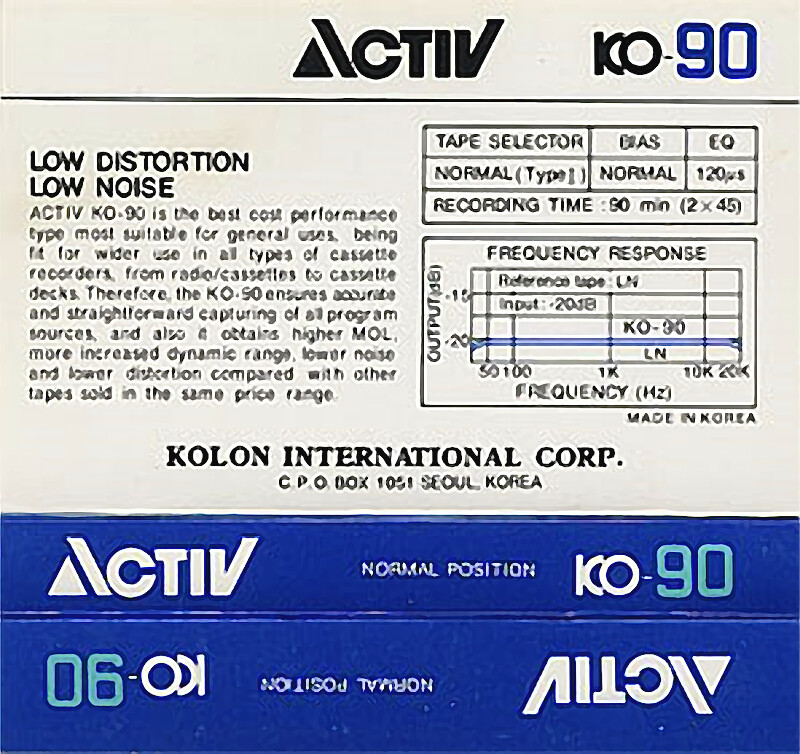 ACTIV KO-90
LOW DISTORTION
LOW NOISE
ACTIV KO-90 is the best cost performance
type most suitable for general uses, being
fit for wider use in all types of cassette
recorders, from radio/cassettes to cassette
decks. Therefore, the KO-90 ensures accurate
and straightforward capturing of all program
sources, and also it obtains higher MOL,
more increased dynamic range, lower noise
and lower distortion compared with other
tapes sold in the same price range.
TAPE SELECTOR BIAS EQ
NORMAL (Type I) NORMAL 120μs
RECORDING TIME : 90 min (2×45)
FREQUENCY RESPONSE
OUTPUT(dB)
Reference tape : LN
-15
Input : -20dB
KO-90
-20
LN
50 100 1K 10K 20K
FREQUENCY (Hz)
MADE IN KOREA
KOLON INTERNATIONAL CORP.
C.P.O. BOX 1051 SEOUL, KOREA
ACTIV NORMAL POSITION KO-90
ACTIV NORMAL POSITION KO-90